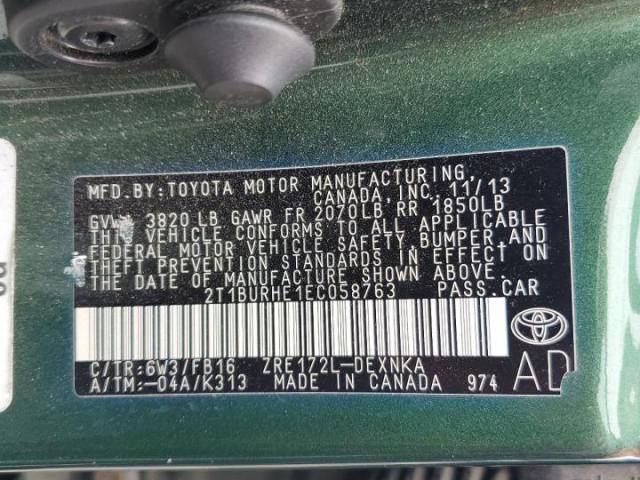 MFD. BY: TOYOTA MOTOR MANUFACTURING,
CANADA, INC. 11/13
3820 LB GAWR FR 2070LB RR 1850LB
THIS VEHICLE CONFORMS TO ALL APPLICABLE
FEDERAL MOTOR VEHICLE SAFETY, BUMPER, AND
THEFT PREVENTION STANDARDS IN EFFECT ON
THE DATE OF MANUFACTURE SHOWN ABOVE.
2T1BURHE1EC058763 PASS.CAR
C/TR:6W3/FB16 ZRE172L-DEXNKA
A/TM:-04A/K313 MADE IN CANADA 974
AD